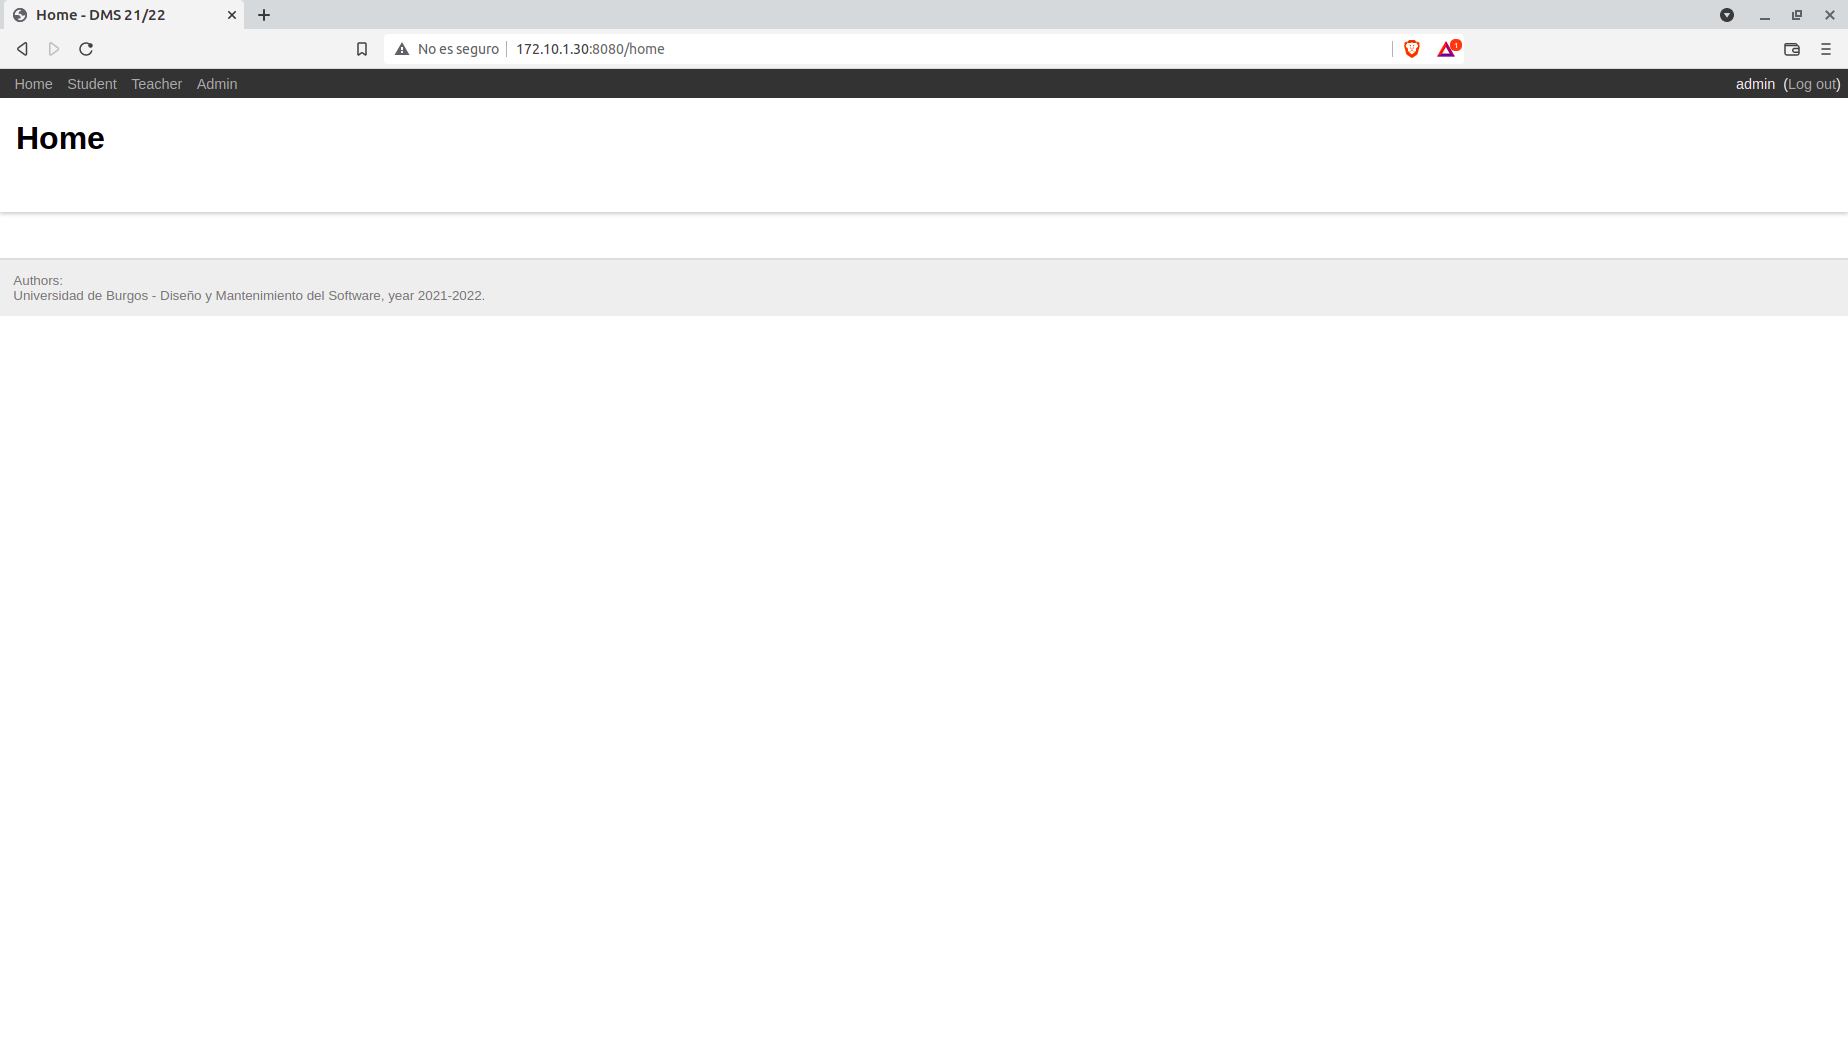 Home - DMS 21/22
No es seguro 172.10.1.30:8080/home
1
Home Student Teacher Admin admin (Log out)
Home
Authors:
Universidad de Burgos - Diseño y Mantenimiento del Software, year 2021-2022.